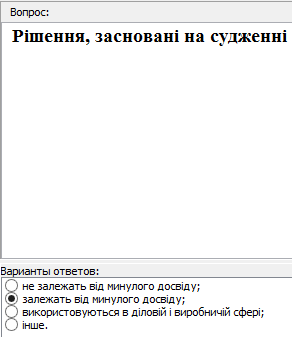 Вопрос:
Рішення, засновані на судженні
Варианты ответов:
не залежать від минулого досвіду;
залежать від минулого досвіду;
використовуються в діловій і виробничій сфері;
інше.